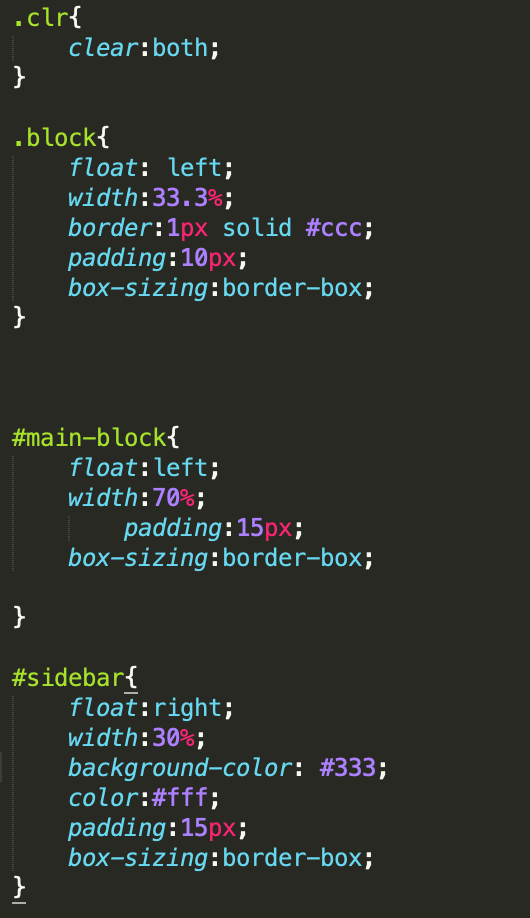 .clr{
    clear:both;
}

.block{
    float: left;
    width:33.3%;
    border:1px solid #ccc;
    padding:10px;
    box-sizing:border-box;
}

#main-block{
    float:left;
    width:70%;
        padding:15px;
    box-sizing:border-box;

}

#sidebar{
    float:right;
    width:30%;
    background-color: #333;
    color:#fff;
    padding:15px;
    box-sizing:border-box;
}